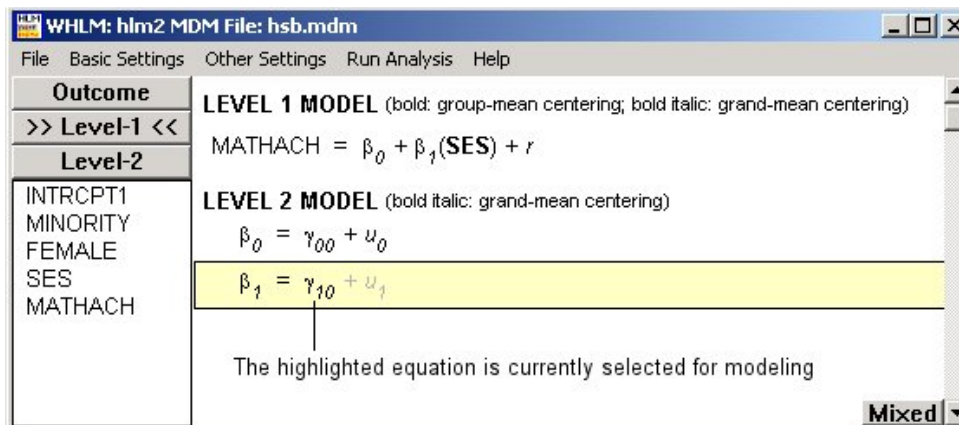 WHLM: hlm2 MDM File: hsb.mdm
File Basic Settings Other Settings Run Analysis Help
Outcome
>> Level-1 <<
Level-2
INTRCPT1
MINORITY
FEMALE
SES
MATHACH
LEVEL 1 MODEL (bold: group-mean centering; bold italic: grand-mean centering)
MATHACH = β₀ + β₁(SES) + r
LEVEL 2 MODEL (bold italic: grand-mean centering)
β₀ = γ₀₀ + u₀
β₁ = γ₁₀ + u₁
The highlighted equation is currently selected for modeling
Mixed